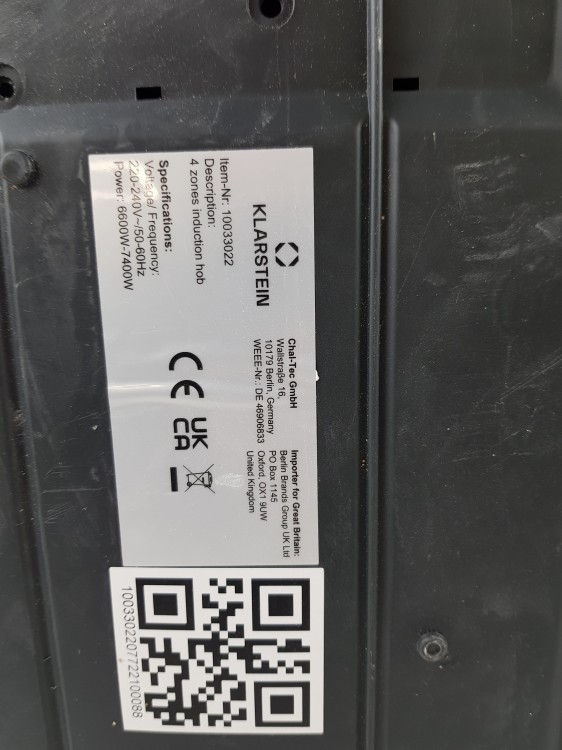 KLARSTEIN
Item-Nr: 10033022
Description:
4 zones induction hob
Specifications:
Voltage/ Frequency:
220-240V~/50-60Hz
Power: 6600W-7400W
Chal-Tec GmbH
Wallstraße 16,
10179 Berlin, Germany
WEEE-Nr.: DE 46906833
CE
UK
CA
Importer for Great Britain:
Berlin Brands Group UK Ltd
PO Box 1145
Oxford, OX1 9UW
United Kingdom
1003302207722100088